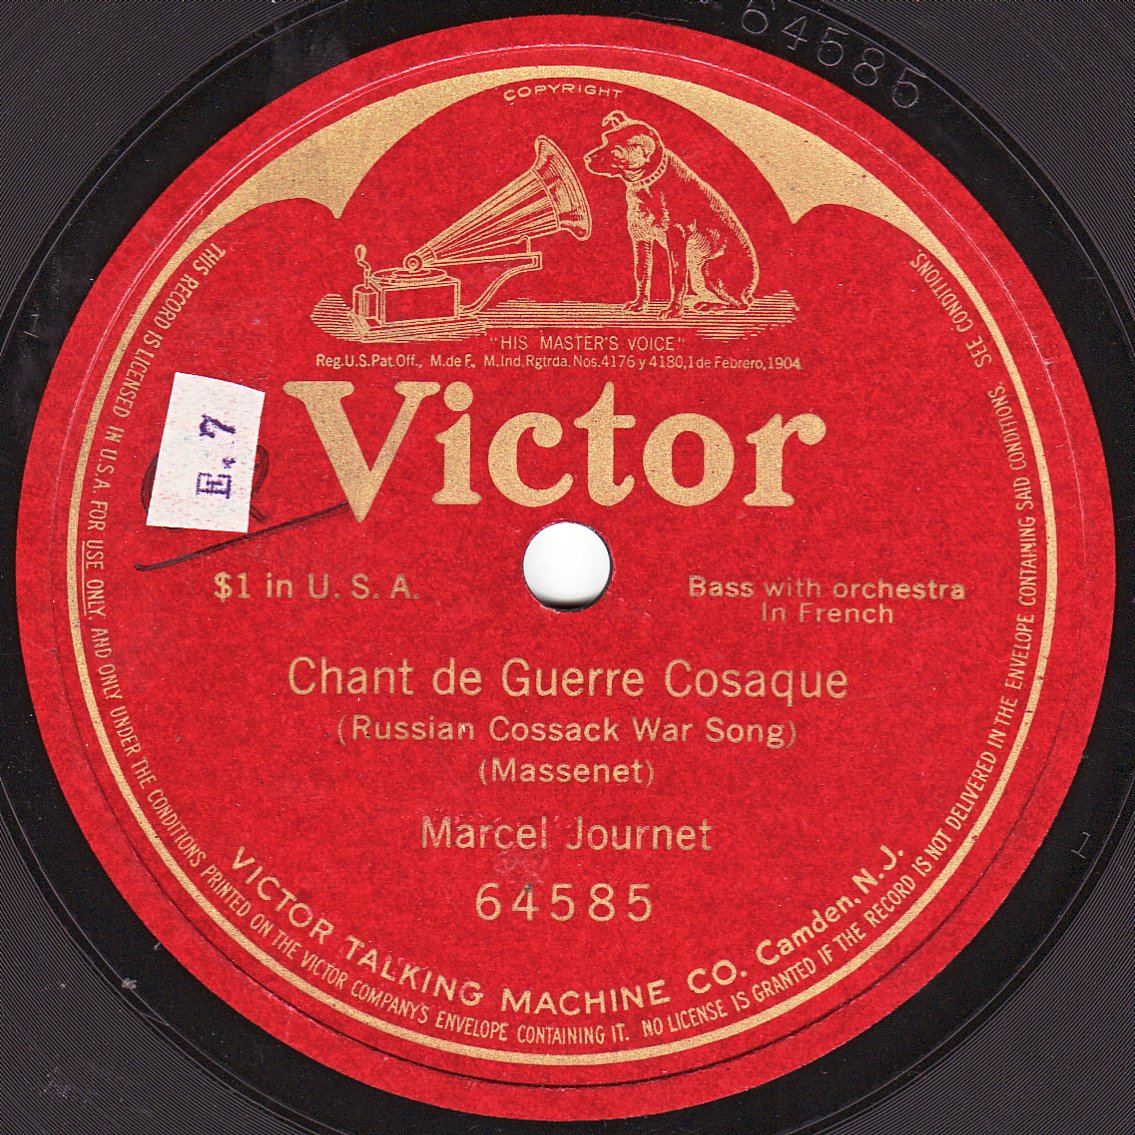 64585
COPYRIGHT
"HIS MASTER'S VOICE"
Reg.U.S.Pat.Off., M.de F., M.Ind.Rgtrda.Nos.4176 y 4180,1 de Febrero,1904
Victor
E.7
$1 in U. S. A.
Bass with orchestra
In French
Chant de Guerre Cosaque
(Russian Cossack War Song)
(Massenet)
Marcel Journet
64585
VICTOR TALKING MACHINE CO. Camden, N.J.
THIS RECORD IS LICENSED IN U.S.A. FOR USE ONLY, AND ONLY UNDER THE CONDITIONS PRINTED ON THE VICTOR COMPANY'S ENVELOPE CONTAINING IT. NO LICENSE IS GRANTED IF THE RECORD IS NOT DELIVERED IN THE ENVELOPE CONTAINING SAID CONDITIONS. SEE CONDITIONS